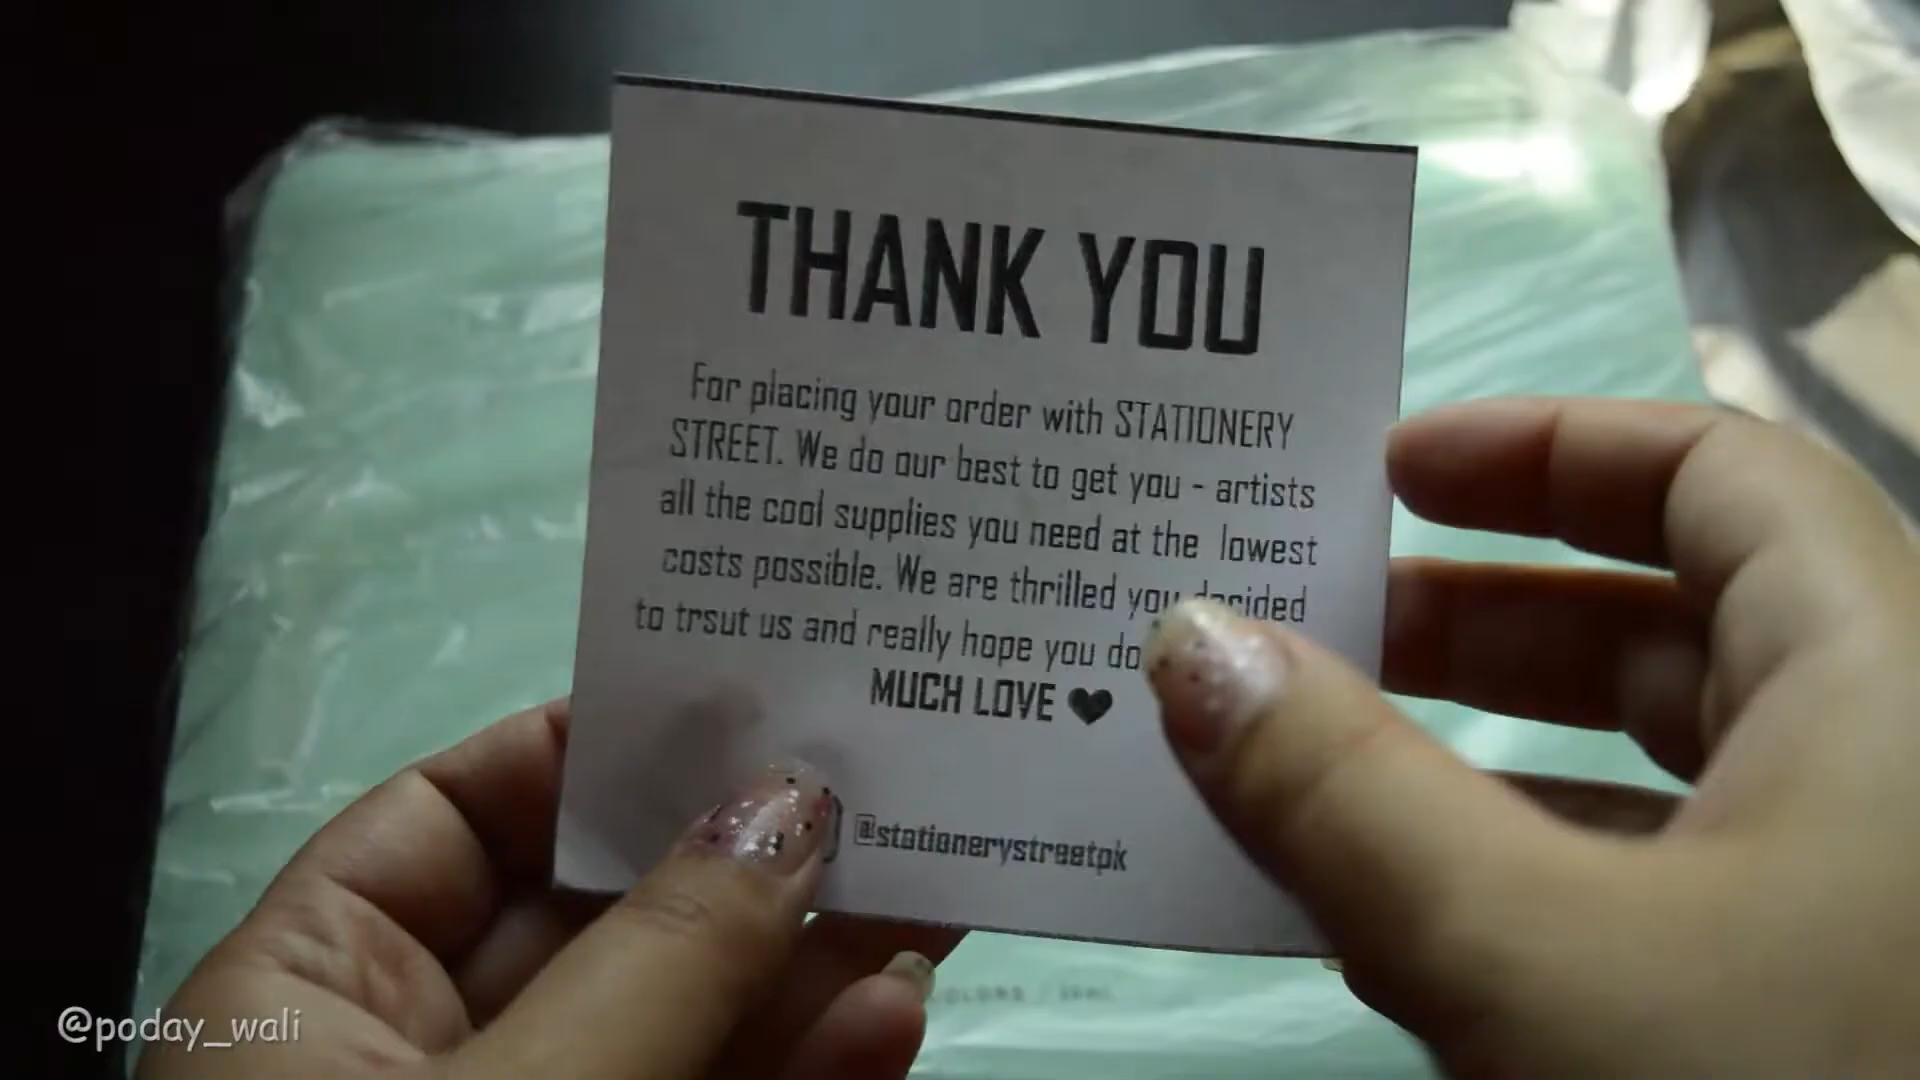 THANK YOU
For placing your order with STATIONERY
STREET. We do our best to get you - artists
all the cool supplies you need at the lowest
costs possible. We are thrilled you decided
to trsut us and really hope you do
MUCH LOVE ♥
@stationerystreetpk
@poday_wali